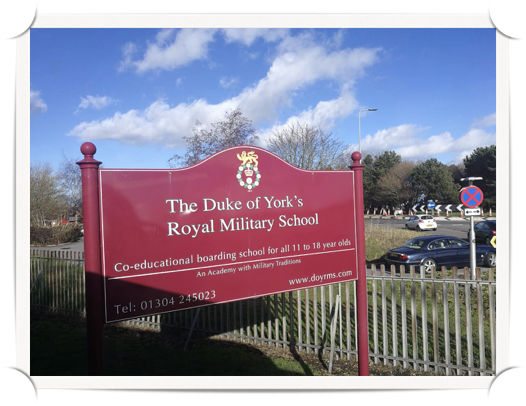 The Duke of York's
Royal Military School
Co-educational boarding school for all 11 to 18 year olds
An Academy with Military Traditions
www.doyrms.com
Tel: 01304 245023